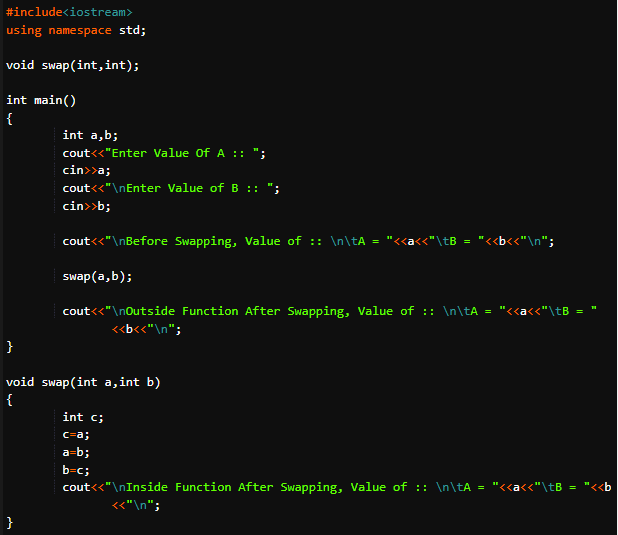 #include<iostream>
using namespace std;
void swap(int,int);
int main()
{
int a,b;
cout<<"Enter Value Of A :: ";
cin>>a;
cout<<"\nEnter Value of B :: ";
cin>>b;
cout<<"\nBefore Swapping, Value of :: \n\tA = "<<a<<"\tB = "<<b<<"\n";
swap(a,b);
cout<<"\nOutside Function After Swapping, Value of :: \n\tA = "<<a<<"\tB = "
<<b<<"\n";
}
void swap(int a,int b)
{
int c;
c=a;
a=b;
b=c;
cout<<"\nInside Function After Swapping, Value of :: \n\tA = "<<a<<"\tB = "<<b
<<"\n";
}